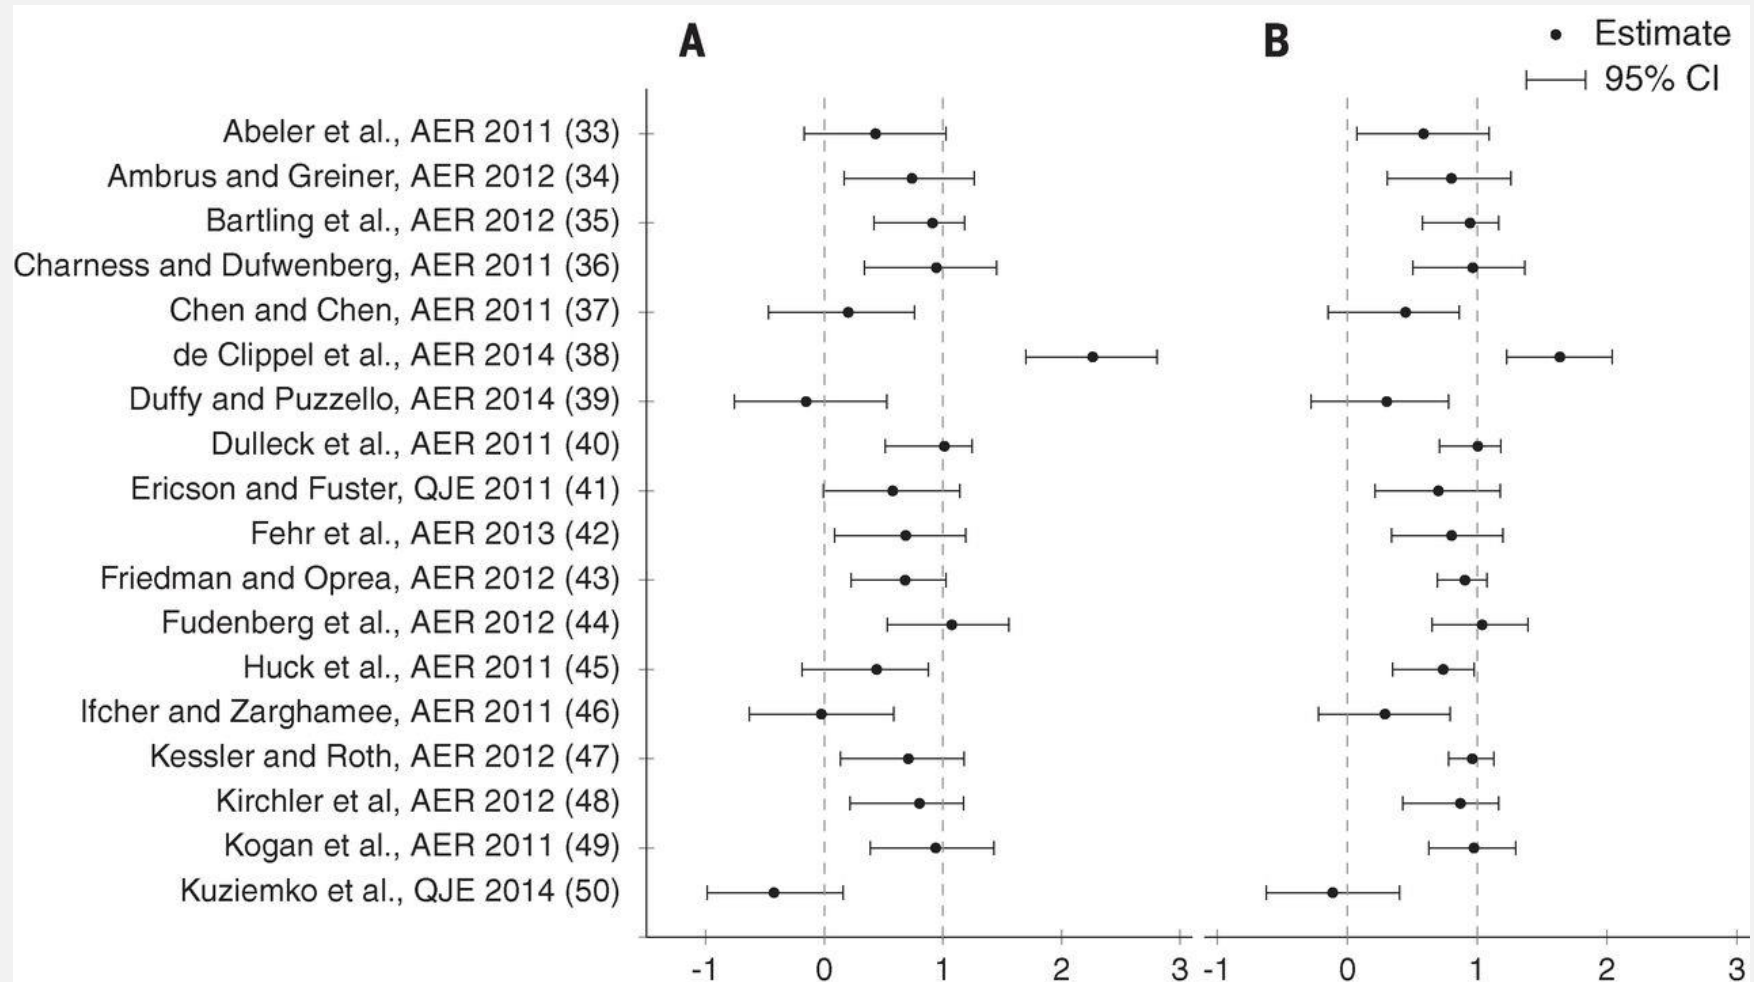 A
B
Estimate
95% CI
Abeler et al., AER 2011 (33)
Ambrus and Greiner, AER 2012 (34)
Bartling et al., AER 2012 (35)
Charness and Dufwenberg, AER 2011 (36)
Chen and Chen, AER 2011 (37)
de Clippel et al., AER 2014 (38)
Duffy and Puzzello, AER 2014 (39)
Dulleck et al., AER 2011 (40)
Ericson and Fuster, QJE 2011 (41)
Fehr et al., AER 2013 (42)
Friedman and Oprea, AER 2012 (43)
Fudenberg et al., AER 2012 (44)
Huck et al., AER 2011 (45)
Ifcher and Zarghamee, AER 2011 (46)
Kessler and Roth, AER 2012 (47)
Kirchler et al, AER 2012 (48)
Kogan et al., AER 2011 (49)
Kuziemko et al., QJE 2014 (50)
-1 0 1 2 3
-1 0 1 2 3